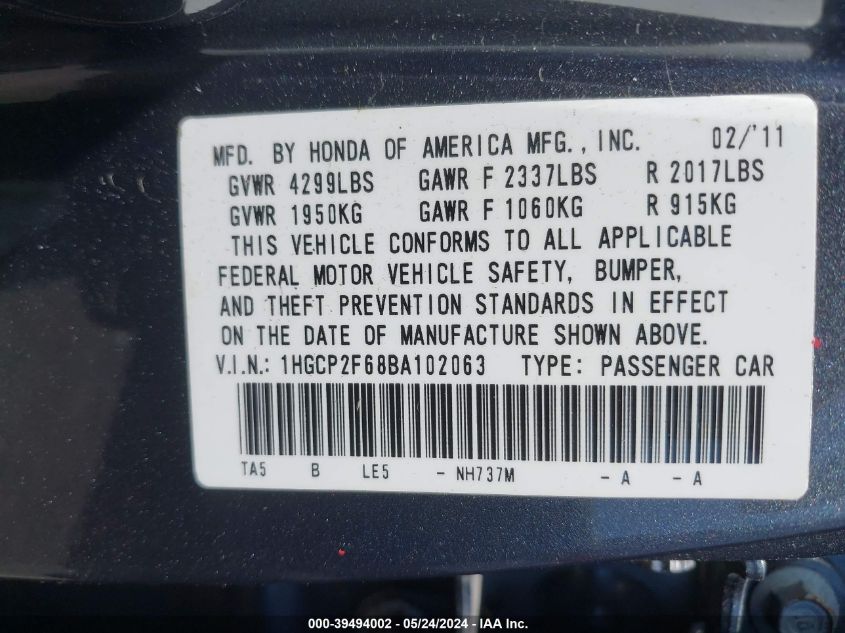 MFD. BY HONDA OF AMERICA MFG., INC. 02/'11
GVWR 4299LBS GAWR F 2337LBS R 2017LBS
GVWR 1950KG GAWR F 1060KG R 915KG
THIS VEHICLE CONFORMS TO ALL APPLICABLE
FEDERAL MOTOR VEHICLE SAFETY, BUMPER,
AND THEFT PREVENTION STANDARDS IN EFFECT
ON THE DATE OF MANUFACTURE SHOWN ABOVE.
V.I.N.: 1HGCP2F68BA102063 TYPE: PASSENGER CAR
TA5 B LE5 - NH737M - A - A
000-39494002 - 05/24/2024 - IAA Inc.